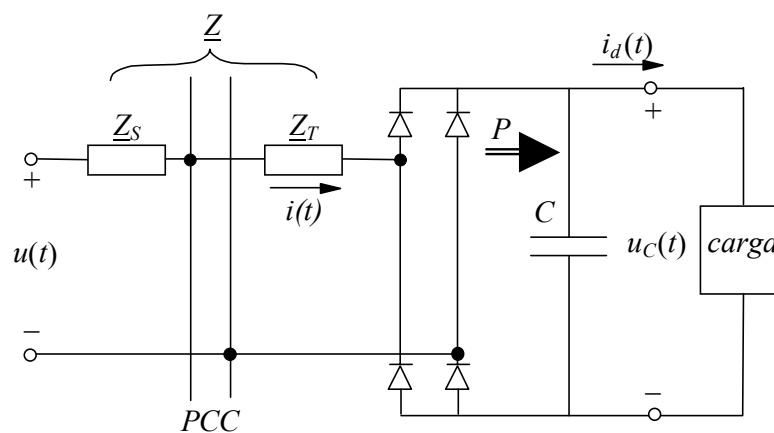 Z
i_d(t)
Z_S
Z_T
P
+
+
i(t)
C
u(t)
u_C(t)
carga
−
−
PCC